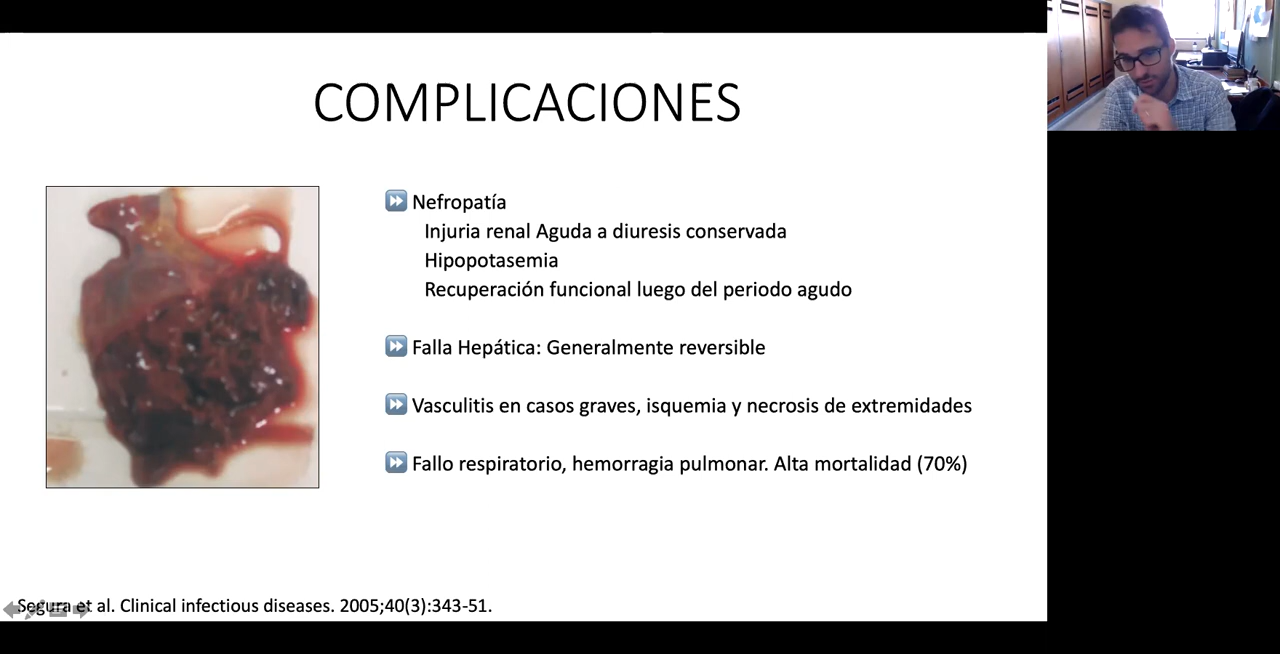 COMPLICACIONES
Nefropatía
Injuria renal Aguda a diuresis conservada
Hipopotasemia
Recuperación funcional luego del periodo agudo
Falla Hepática: Generalmente reversible
Vasculitis en casos graves, isquemia y necrosis de extremidades
Fallo respiratorio, hemorragia pulmonar. Alta mortalidad (70%)
Segura et al. Clinical infectious diseases. 2005;40(3):343-51.